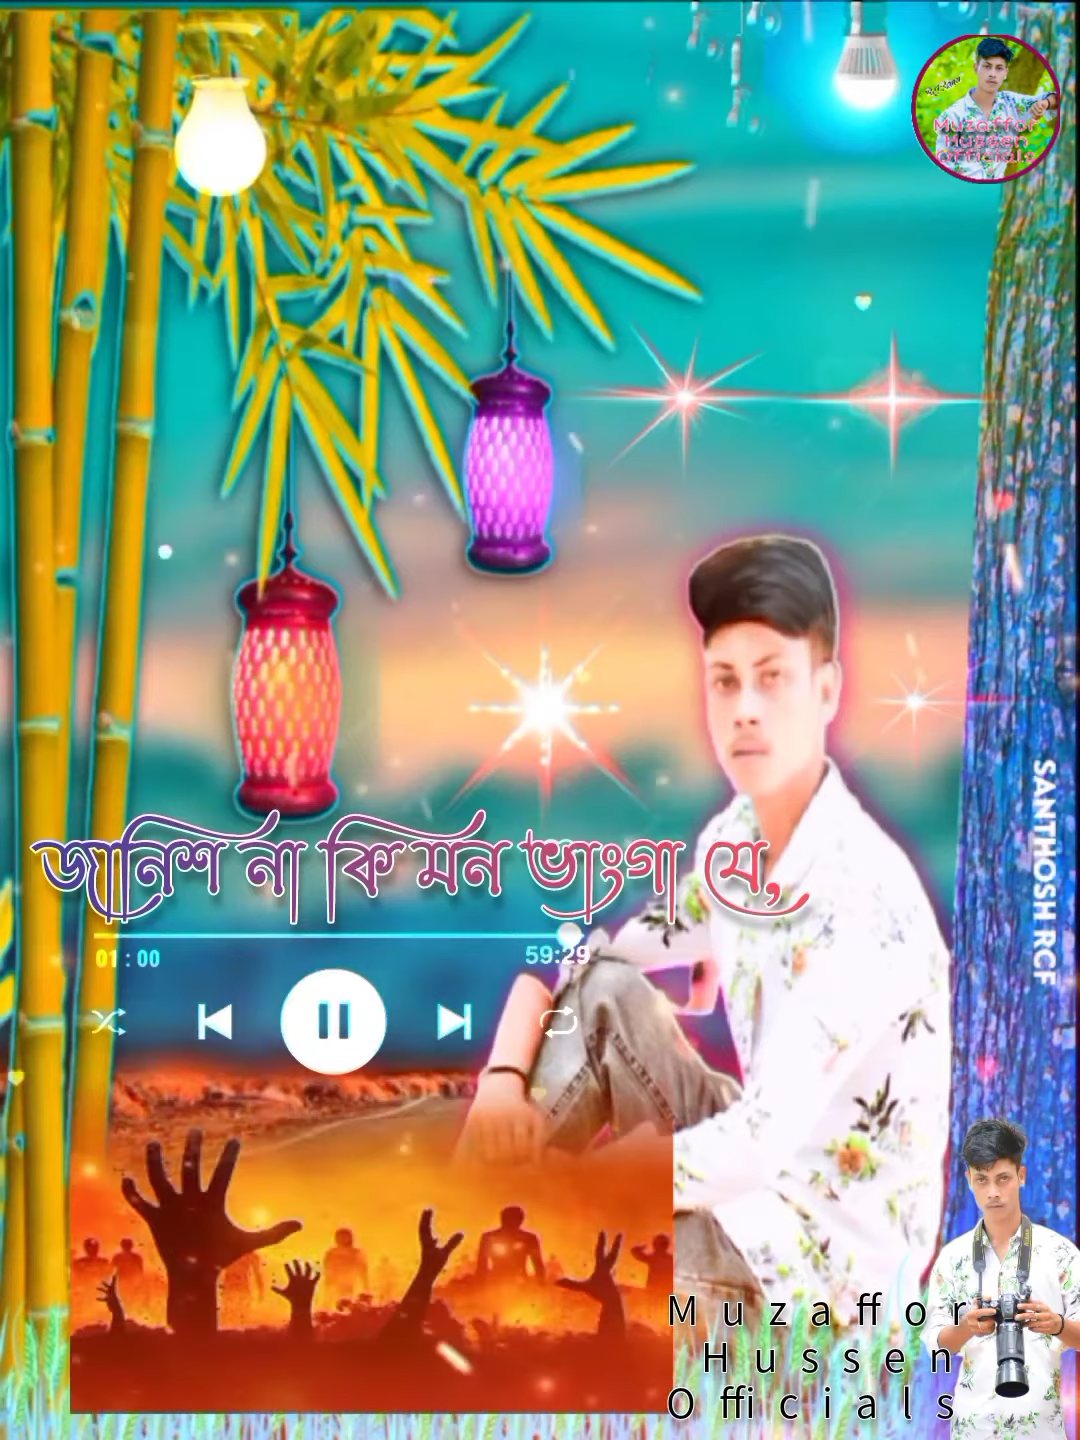 Muzaffor
Hussen
Officials
জানিশ না কি মন ভাংগা যে,
01 : 00
59:29
SANTHOSH RCF
Muzaffor
Hussen
Officials